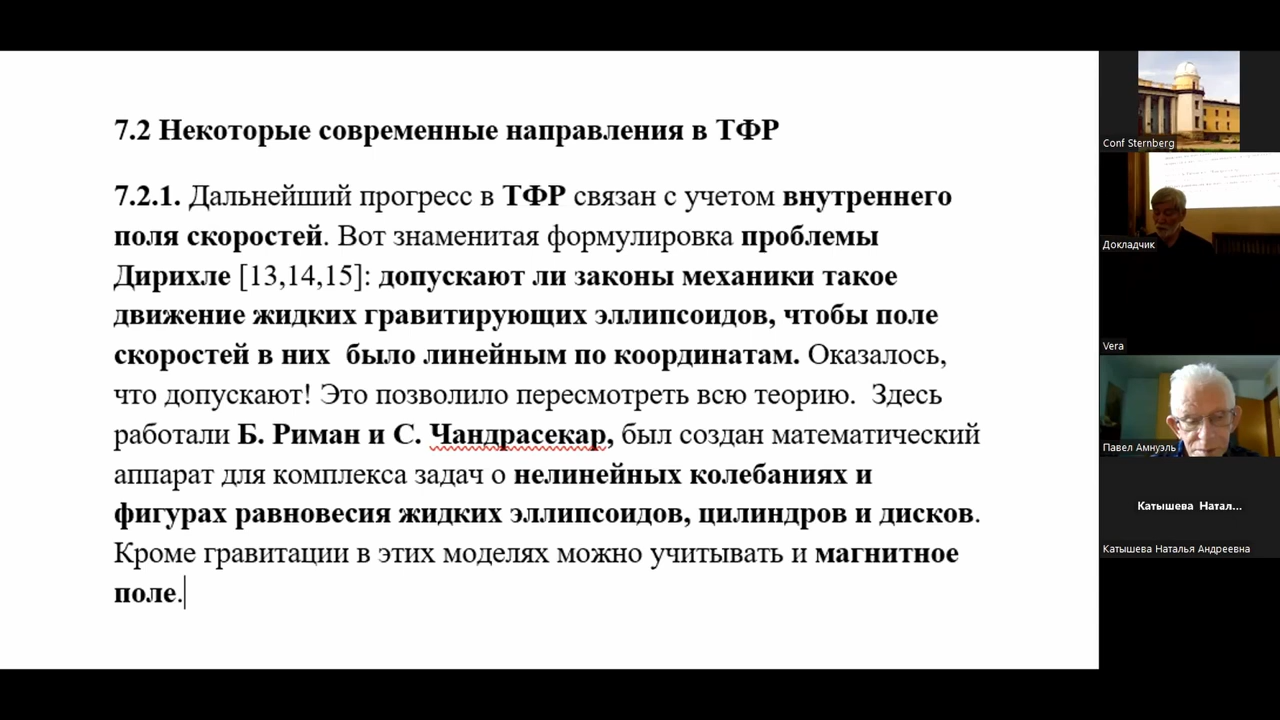 7.2 Некоторые современные направления в ТФР
7.2.1. Дальнейший прогресс в ТФР связан с учетом внутреннего
поля скоростей. Вот знаменитая формулировка проблемы
Дирихле [13,14,15]: допускают ли законы механики такое
движение жидких гравитирующих эллипсоидов, чтобы поле
скоростей в них было линейным по координатам. Оказалось,
что допускают! Это позволило пересмотреть всю теорию. Здесь
работали Б. Риман и С. Чандрасекар, был создан математический
аппарат для комплекса задач о нелинейных колебаниях и
фигурах равновесия жидких эллипсоидов, цилиндров и дисков.
Кроме гравитации в этих моделях можно учитывать и магнитное
поле.
Conf Sternberg
Докладчик
Vera
Павел Амнуэль
Катышева Натал...
Катышева Наталья Андреевна